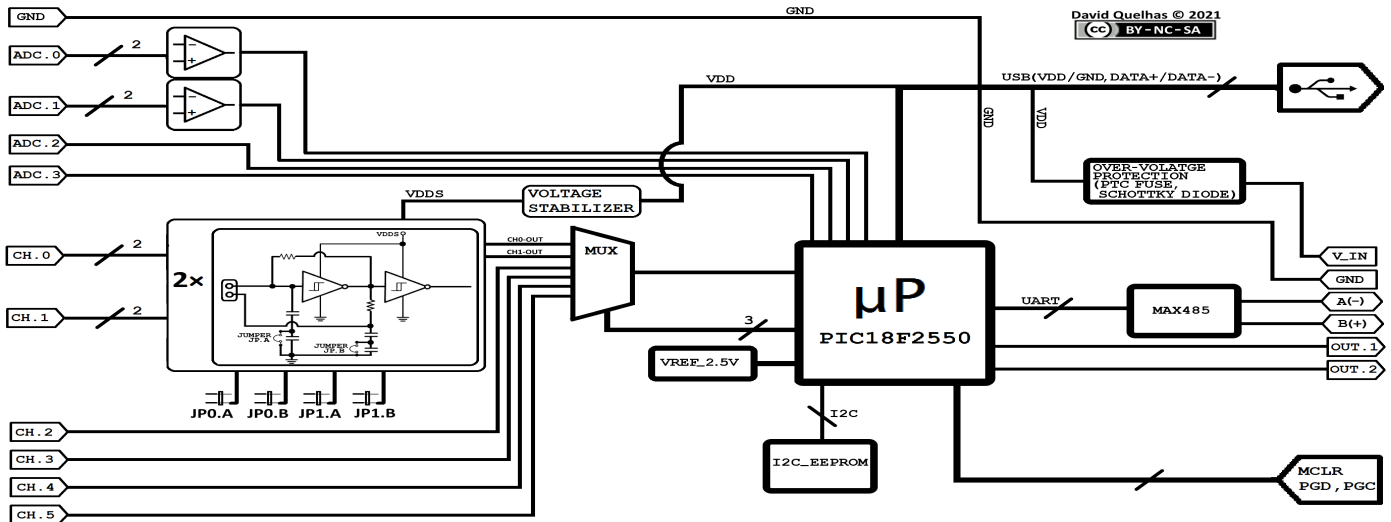 GND
GND
David Quelhas © 2021
CC BY-NC-SA
ADC.0
2
VDD
USB(VDD/GND,DATA+/DATA-)
ADC.1
2
GND
VDD
ADC.2
ADC.3
OVER-VOLATGE
PROTECTION
(PTC FUSE,
SCHOTTKY DIODE)
VDDS
VOLTAGE
STABILIZER
CH.0
2
2×
VDDS
CH0-OUT
CH1-OUT
MUX
V_IN
GND
CH.1
2
JUMPER
JP.A
JUMPER
JP.B
3
µP
PIC18F2550
UART
MAX485
A(-)
B(+)
OUT.1
OUT.2
VREF_2.5V
JP0.A
JP0.B
JP1.A
JP1.B
I2C
CH.2
CH.3
I2C_EEPROM
MCLR
PGD,PGC
CH.4
CH.5